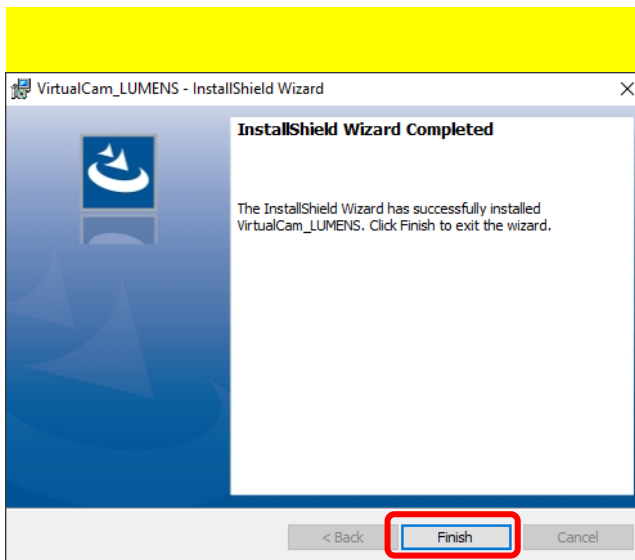 VirtualCam_LUMENS - InstallShield Wizard
InstallShield Wizard Completed
The InstallShield Wizard has successfully installed
VirtualCam_LUMENS. Click Finish to exit the wizard.
< Back Finish Cancel